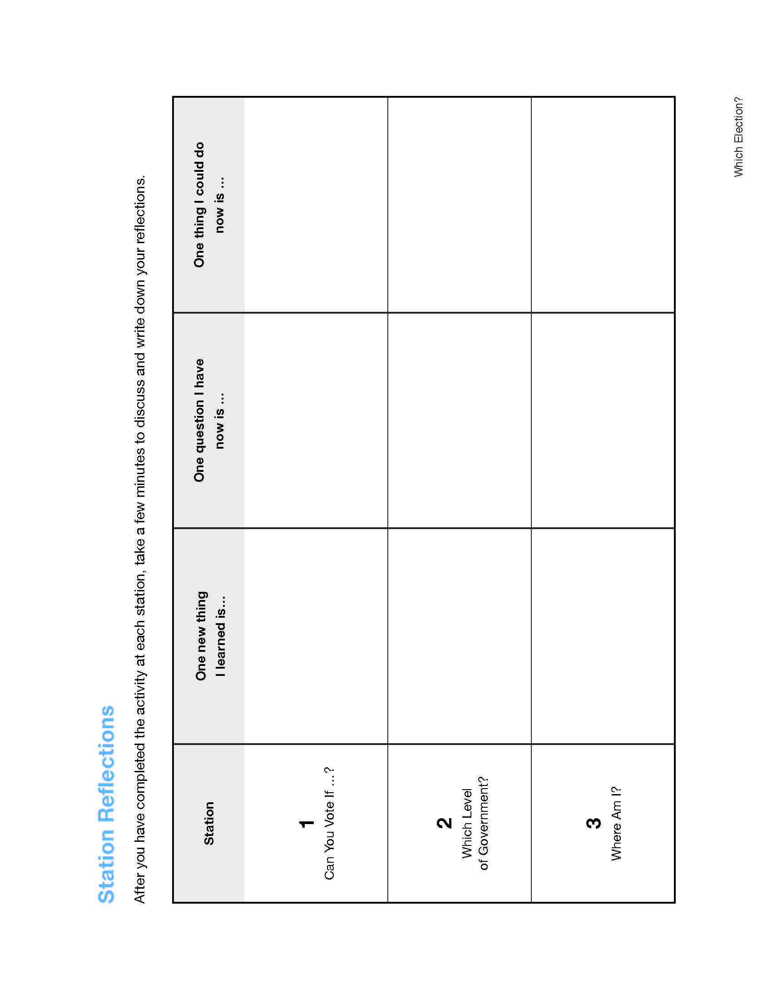 Station Reflections
After you have completed the activity at each station, take a few minutes to discuss and write down your reflections.
Station
One new thing
I learned is…
One question I have
now is …
One thing I could do
now is …
1
Can You Vote If …?
2
Which Level
of Government?
3
Where Am I?
Which Election?